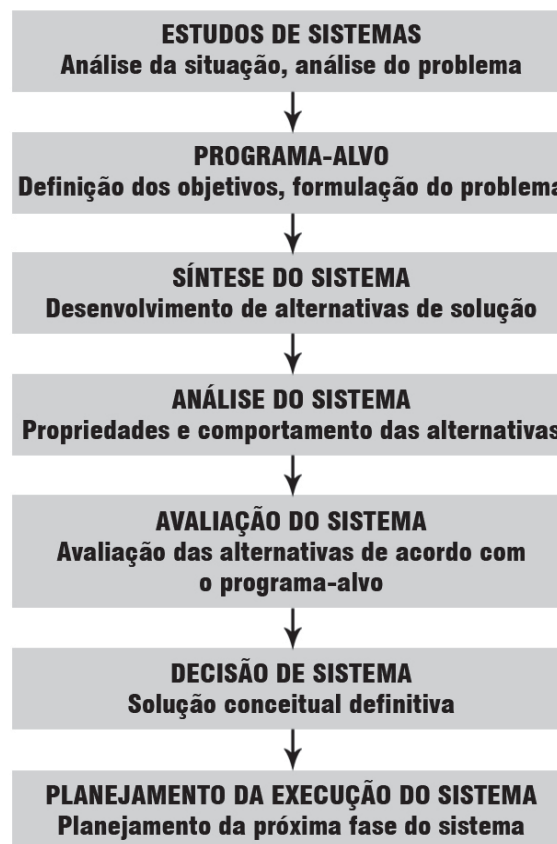 ESTUDOS DE SISTEMAS
Análise da situação, análise do problema
PROGRAMA-ALVO
Definição dos objetivos, formulação do problema
SÍNTESE DO SISTEMA
Desenvolvimento de alternativas de solução
ANÁLISE DO SISTEMA
Propriedades e comportamento das alternativas
AVALIAÇÃO DO SISTEMA
Avaliação das alternativas de acordo com
o programa-alvo
DECISÃO DE SISTEMA
Solução conceitual definitiva
PLANEJAMENTO DA EXECUÇÃO DO SISTEMA
Planejamento da próxima fase do sistema